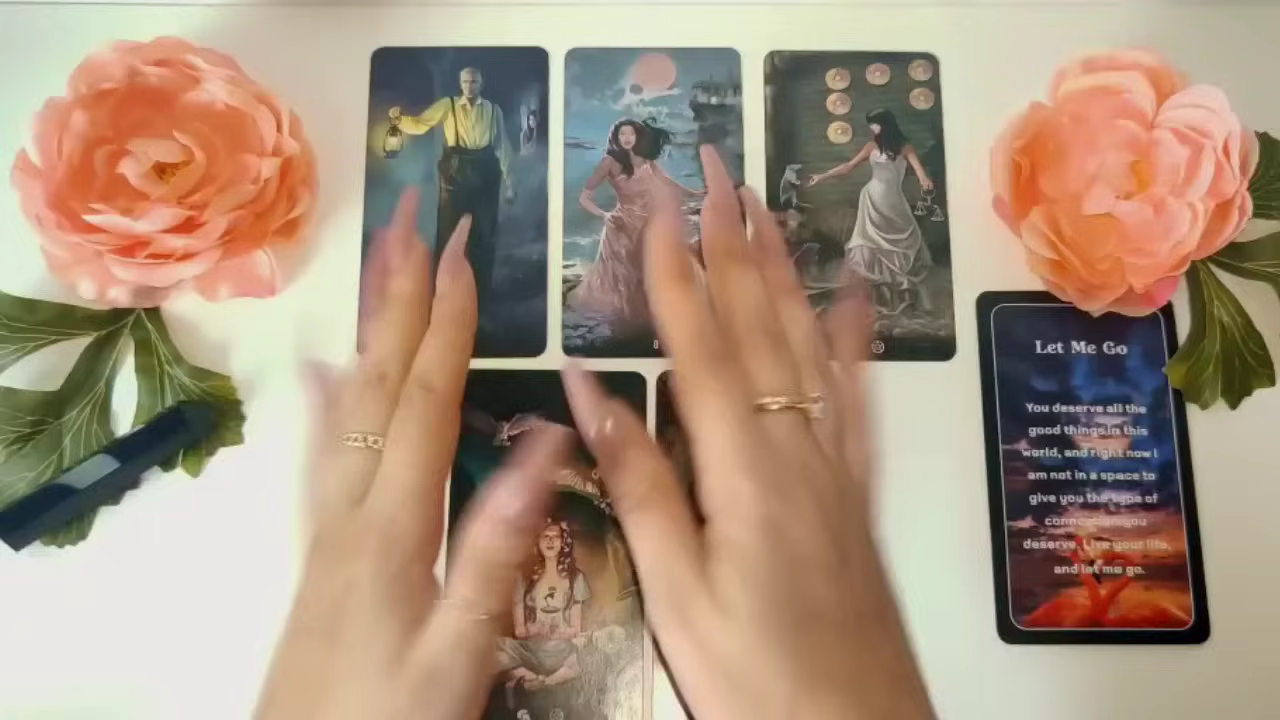 Let Me Go
You deserve all the
good things in this
world, and right now I
am not in a space to
give you the type of
connection you
deserve. Live your life,
and let me go.